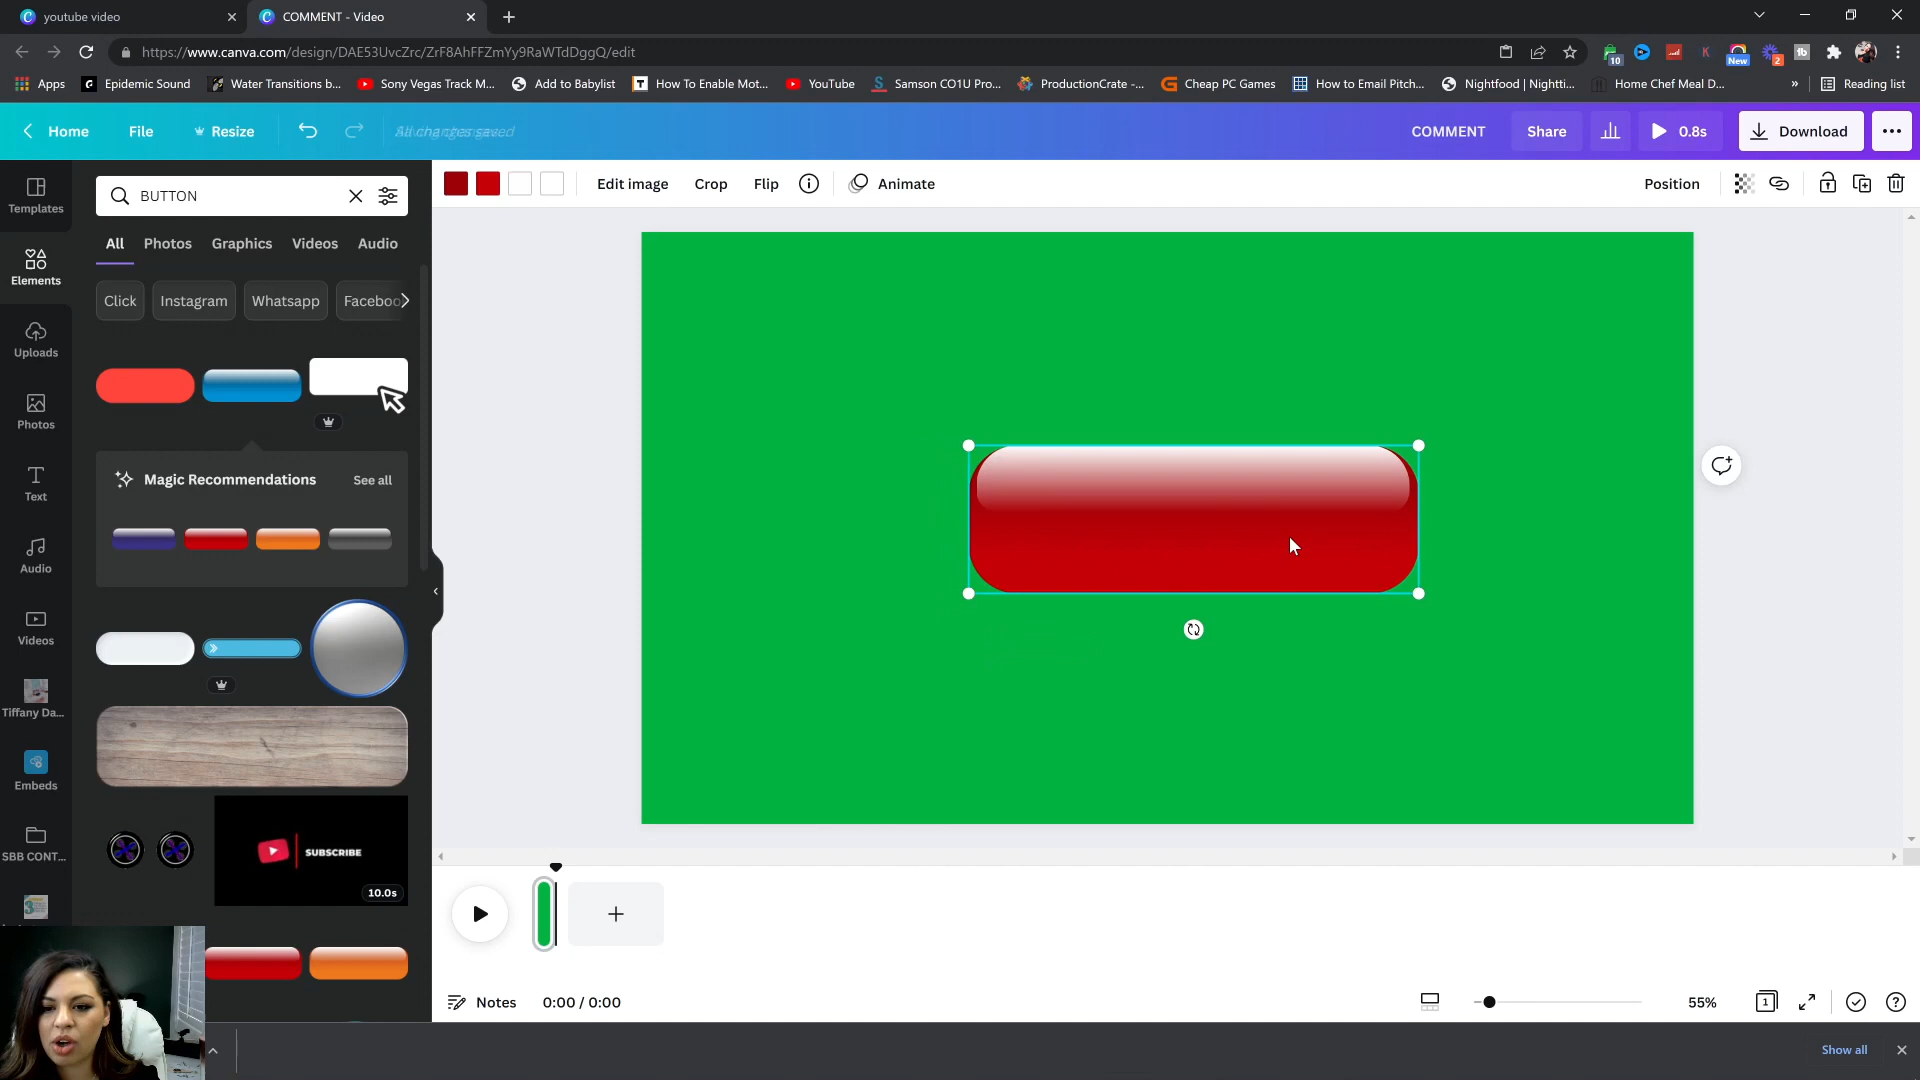 youtube video
COMMENT - Video
https://www.canva.com/design/DAE53UvcZrc/ZrF8AhFFZmYy9RaWTdDggQ/edit
10
New
2
Apps
Epidemic Sound
Water Transitions b...
Sony Vegas Track M...
Add to Babylist
How To Enable Mot...
YouTube
Samson CO1U Pro...
ProductionCrate -...
Cheap PC Games
How to Email Pitch...
Nightfood (Nightti...
Home Chef Meal D...
»
Reading list
Home
File
Resize
COMMENT
Share
0.8s
Download
Templates
Elements
Uploads
Photos
Text
Audio
Videos
Tiffany Da...
Embeds
SBB CONT...
BUTTON
All
Photos
Graphics
Videos
Audio
Click
Instagram
Whatsapp
Faceboo
Magic Recommendations
See all
SUBSCRIBE
10.0s
Edit image
Crop
Flip
Animate
Position
Notes
0:00 / 0:00
55%
1
Show all